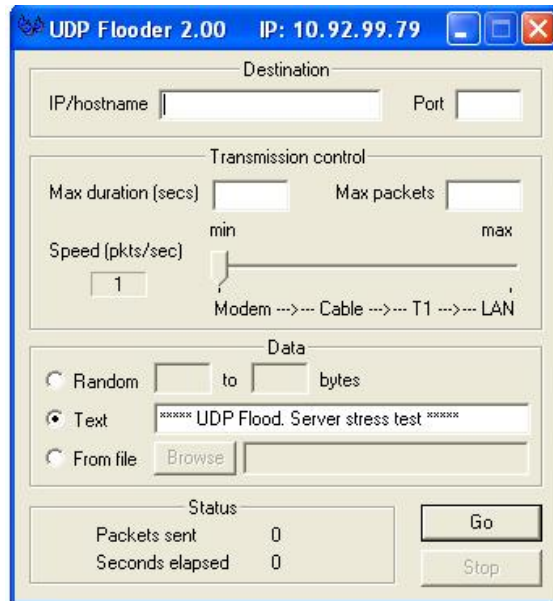 UDP Flooder 2.00 IP: 10.92.99.79
Destination
IP/hostname Port
Transmission control
Max duration (secs) Max packets
min max
Speed (pkts/sec)
1
Modem --->--- Cable --->--- T1 --->--- LAN
Data
Random to bytes
Text ***** UDP Flood. Server stress test *****
From file Browse
Status
Packets sent 0
Seconds elapsed 0
Go
Stop